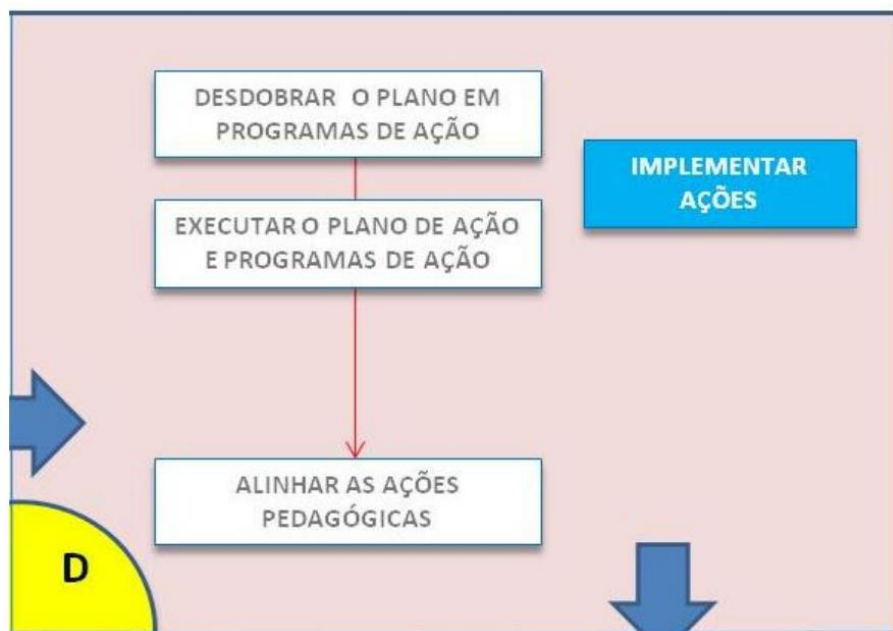 DESDOBRAR O PLANO EM
PROGRAMAS DE AÇÃO
IMPLEMENTAR
AÇÕES
EXECUTAR O PLANO DE AÇÃO
E PROGRAMAS DE AÇÃO
ALINHAR AS AÇÕES
PEDAGÓGICAS
D